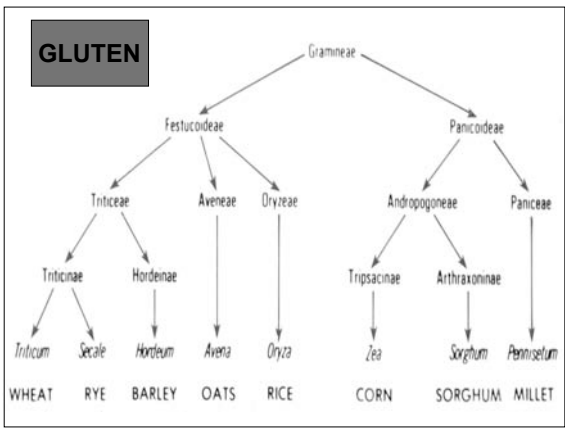 GLUTEN
Gramineae
Festucoideae Panicoideae
Triticeae Aveneae Oryzeae Andropogoneae Paniceae
Triticinae Hordeinae Tripsacinae Arthraxoninae
Triticum Secale Hordeum Avena Oryza Zea Sorghum Pennisetum
WHEAT RYE BARLEY OATS RICE CORN SORGHUM MILLET